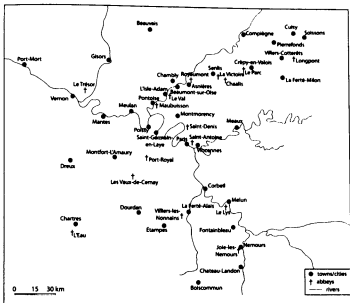 Beauvais
Compiègne
Cuisy
Soissons
Pierrefonds
Gisors
Port-Mort
Villers-Cotterêts
Crépy-en-Valois
Longpont
Senlis
Royaumont
La Victoire
Le Parc
Chambly
Asnières
Chaalis
La Ferté-Milon
Le Trésor
L'Isle-Adam
Beaumont-sur-Oise
Le Val
Vernon
Pontoise
Maubuisson
Meulan
Mantes
Montmorency
Meaux
Poissy
Saint-Denis
Saint-Germain-
en-Laye
Paris
Saint-Antoine
Vincennes
Montfort-L'Amaury
Port-Royal
Dreux
Les Vaux-de-Cernay
Corbeil
Dourdan
Villiers-les-
Nonnains
La Ferté-Alais
Melun
Le Lys
Chartres
L'Eau
Étampes
Fontainebleau
Joie-les-
Nemours
Nemours
Chateau-Landon
Boiscommun
0 15 30 km
towns/cities
abbeys
rivers